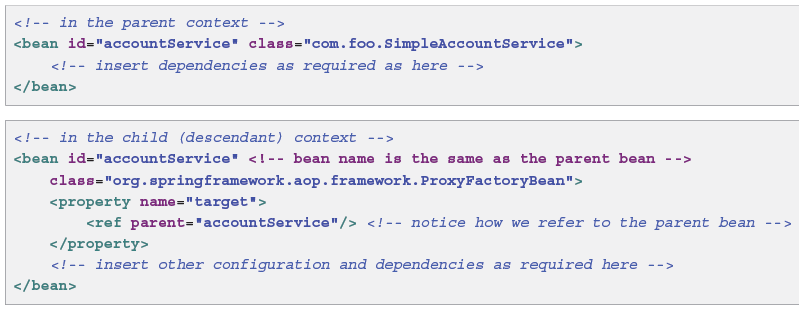 <!-- in the parent context -->
<bean id="accountService" class="com.foo.SimpleAccountService">
    <!-- insert dependencies as required as here -->
</bean>
<!-- in the child (descendant) context -->
<bean id="accountService" <!-- bean name is the same as the parent bean -->
    class="org.springframework.aop.framework.ProxyFactoryBean">
    <property name="target">
        <ref parent="accountService"/> <!-- notice how we refer to the parent bean -->
    </property>
    <!-- insert other configuration and dependencies as required here -->
</bean>